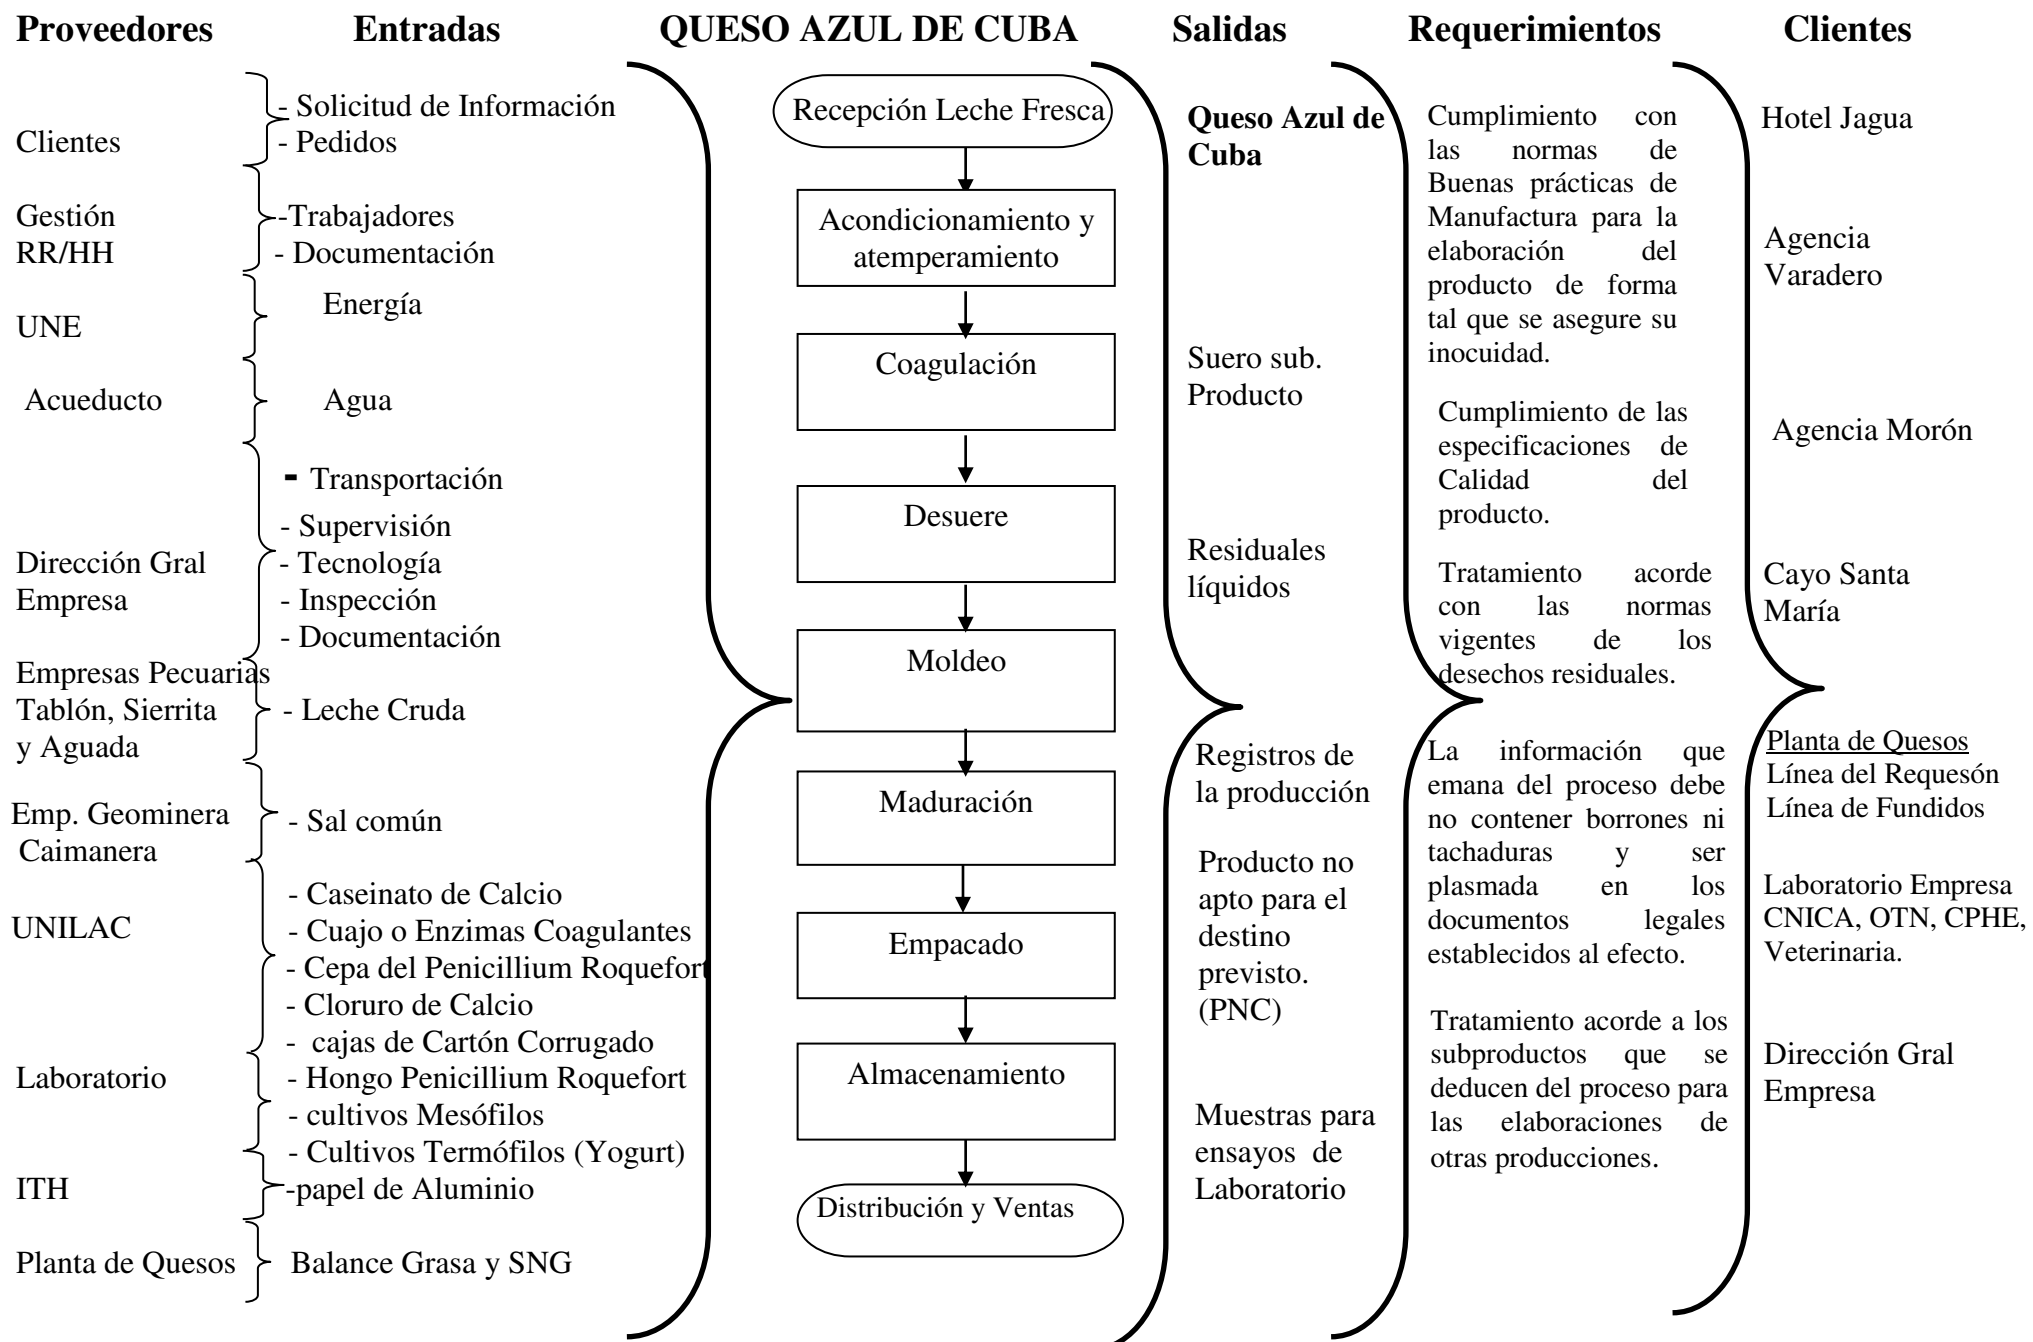 Proveedores
Entradas
QUESO AZUL DE CUBA
Salidas
Requerimientos
Clientes
Clientes
Gestión
RR/HH
UNE
Acueducto
Dirección Gral
Empresa
Empresas Pecuarias
Tablón, Sierrita
y Aguada
Emp. Geominera
Caimanera
UNILAC
Laboratorio
ITH
Planta de Quesos
- Solicitud de Información
- Pedidos
-Trabajadores
- Documentación
Energía
Agua
- Transportación
- Supervisión
- Tecnología
- Inspección
- Documentación
- Leche Cruda
- Sal común
- Caseinato de Calcio
- Cuajo o Enzimas Coagulantes
- Cepa del Penicillium Roquefort
- Cloruro de Calcio
- cajas de Cartón Corrugado
- Hongo Penicillium Roquefort
- cultivos Mesófilos
- Cultivos Termófilos (Yogurt)
-papel de Aluminio
Balance Grasa y SNG
Recepción Leche Fresca
Acondicionamiento y
atemperamiento
Coagulación
Desuere
Moldeo
Maduración
Empacado
Almacenamiento
Distribución y Ventas
Queso Azul de
Cuba
Suero sub.
Producto
Residuales
líquidos
Registros de
la producción
Producto no
apto para el
destino
previsto.
(PNC)
Muestras para
ensayos de
Laboratorio
Cumplimiento con
las normas de
Buenas prácticas de
Manufactura para la
elaboración del
producto de forma
tal que se asegure su
inocuidad.
Cumplimiento de las
especificaciones de
Calidad del
producto.
Tratamiento acorde
con las normas
vigentes de los
desechos residuales.
La información que
emana del proceso debe
no contener borrones ni
tachaduras y ser
plasmada en los
documentos legales
establecidos al efecto.
Tratamiento acorde a los
subproductos que se
deducen del proceso para
las elaboraciones de
otras producciones.
Hotel Jagua
Agencia
Varadero
Agencia Morón
Cayo Santa
María
Planta de Quesos
Línea del Requesón
Línea de Fundidos
Laboratorio Empresa
CNICA, OTN, CPHE,
Veterinaria.
Dirección Gral
Empresa